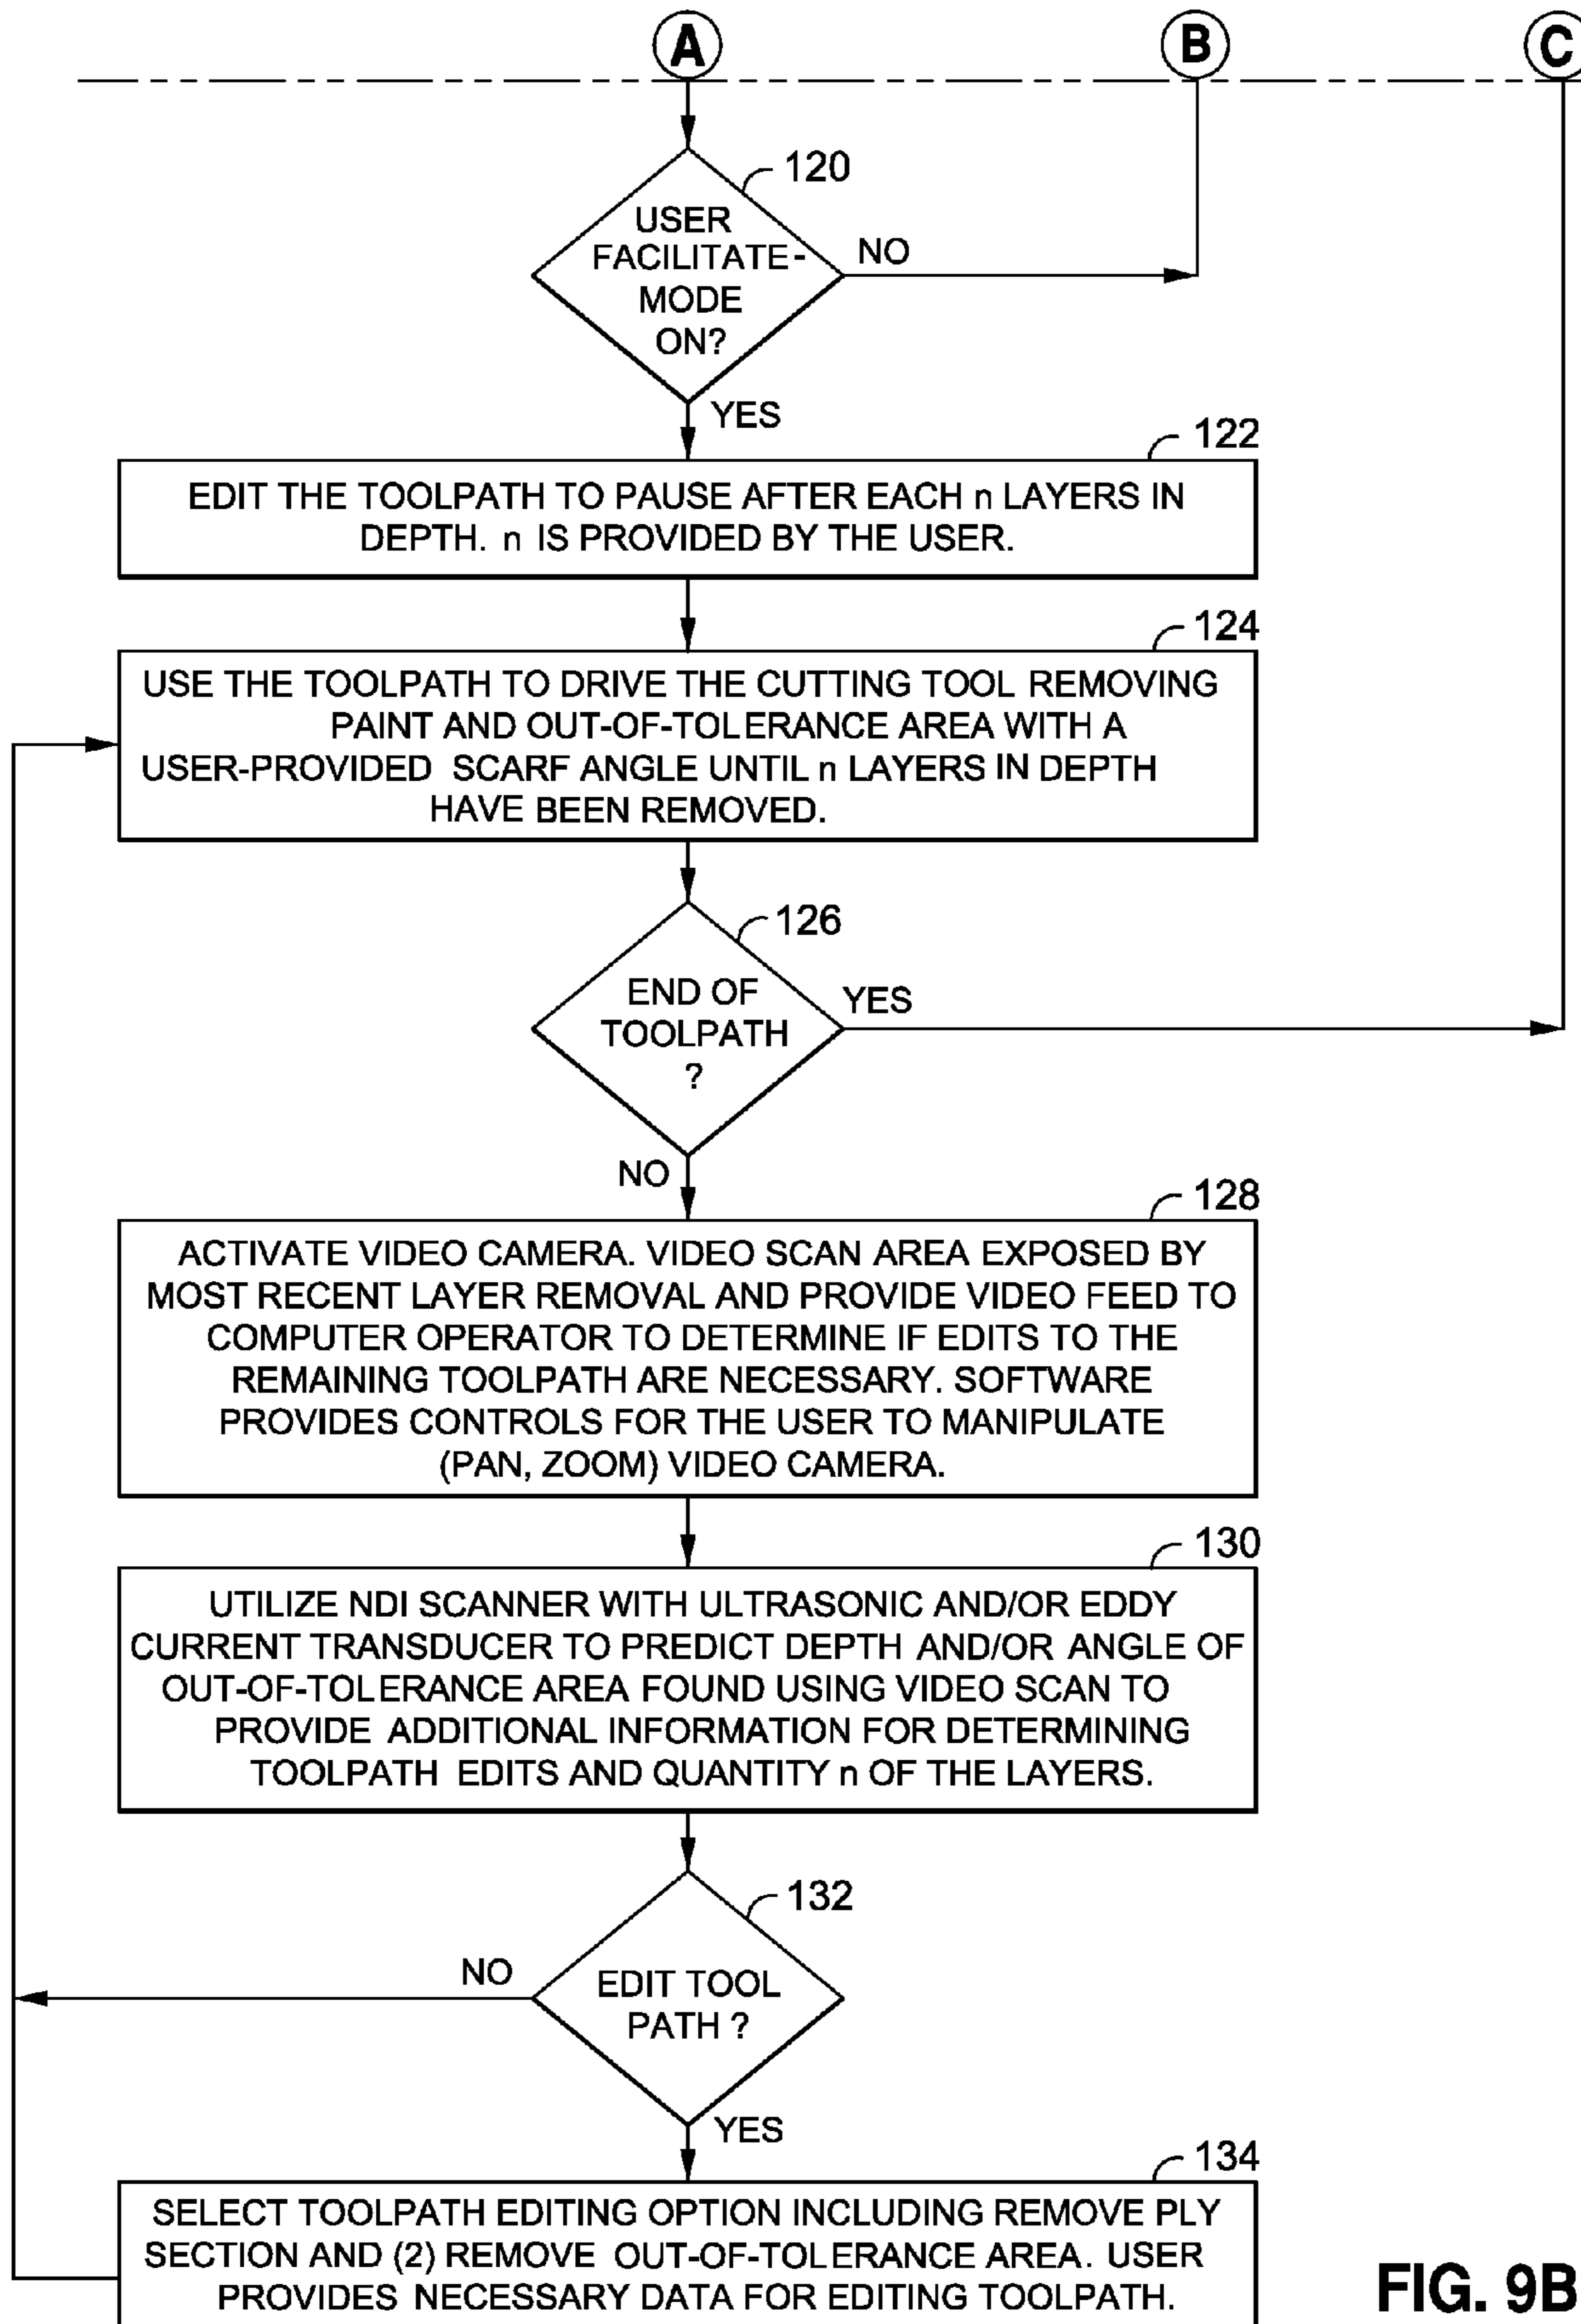 A
B
C
120
USER
FACILITATE-
MODE
ON?
NO
YES
122
EDIT THE TOOLPATH TO PAUSE AFTER EACH n LAYERS IN
DEPTH. n IS PROVIDED BY THE USER.
124
USE THE TOOLPATH TO DRIVE THE CUTTING TOOL REMOVING
PAINT AND OUT-OF-TOLERANCE AREA WITH A
USER-PROVIDED SCARF ANGLE UNTIL n LAYERS IN DEPTH
HAVE BEEN REMOVED.
126
END OF
TOOLPATH
?
YES
NO
128
ACTIVATE VIDEO CAMERA. VIDEO SCAN AREA EXPOSED BY
MOST RECENT LAYER REMOVAL AND PROVIDE VIDEO FEED TO
COMPUTER OPERATOR TO DETERMINE IF EDITS TO THE
REMAINING TOOLPATH ARE NECESSARY. SOFTWARE
PROVIDES CONTROLS FOR THE USER TO MANIPULATE
(PAN, ZOOM) VIDEO CAMERA.
130
UTILIZE NDI SCANNER WITH ULTRASONIC AND/OR EDDY
CURRENT TRANSDUCER TO PREDICT DEPTH AND/OR ANGLE OF
OUT-OF-TOLERANCE AREA FOUND USING VIDEO SCAN TO
PROVIDE ADDITIONAL INFORMATION FOR DETERMINING
TOOLPATH EDITS AND QUANTITY n OF THE LAYERS.
132
NO
EDIT TOOL
PATH ?
YES
134
SELECT TOOLPATH EDITING OPTION INCLUDING REMOVE PLY
SECTION AND (2) REMOVE OUT-OF-TOLERANCE AREA. USER
PROVIDES NECESSARY DATA FOR EDITING TOOLPATH.
FIG. 9B